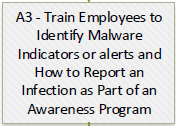 A3 - Train Employees to
Identify Malware
Indicators or alerts and
How to Report an
Infection as Part of an
Awareness Program